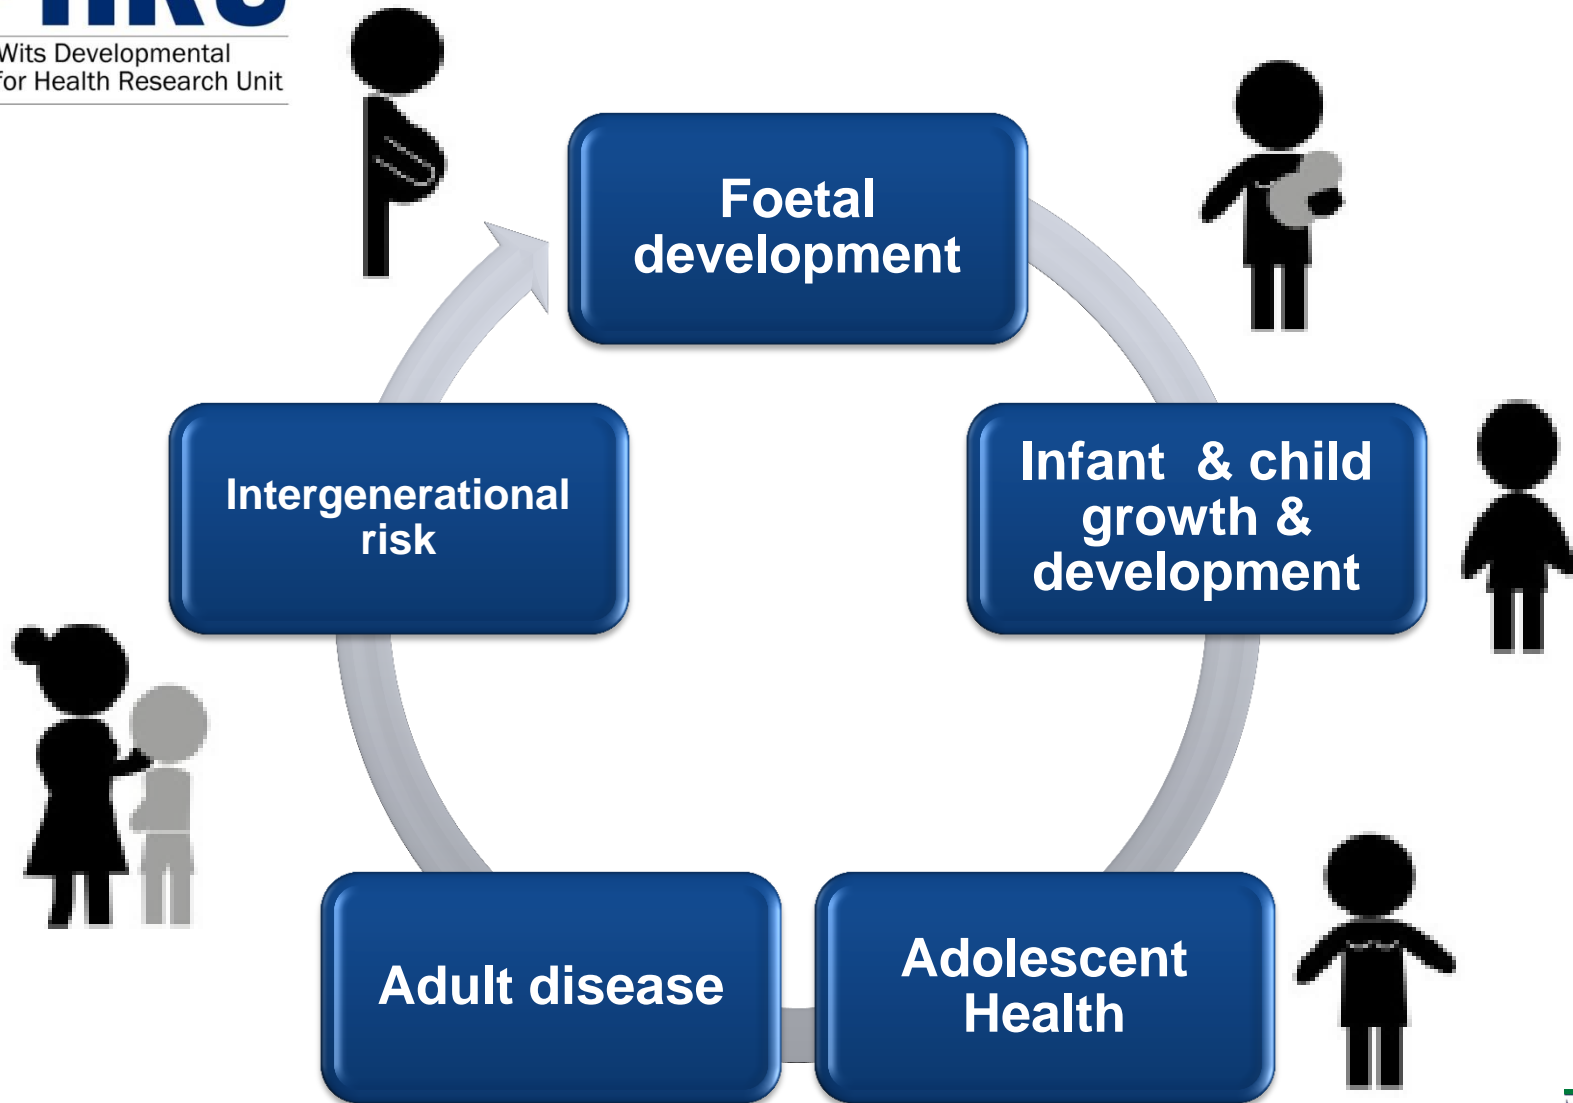 Wits Developmental
for Health Research Unit
Foetal
development
Infant & child
growth &
development
Intergenerational
risk
Adult disease
Adolescent
Health